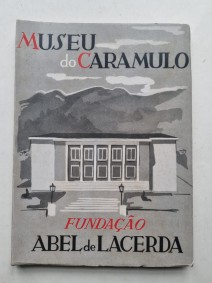 MUSEU
do CARAMULO
FUNDAÇÃO
ABEL de LACERDA